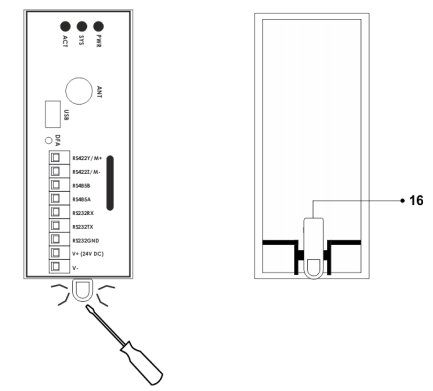 ACT
SYS
PWR
ANT
USB
DFA
RS422Y/M+
RS422Z/M-
RS485B
RS485A
RS232RX
RS232TX
RS232GND
V+ (24V DC)
V-
16